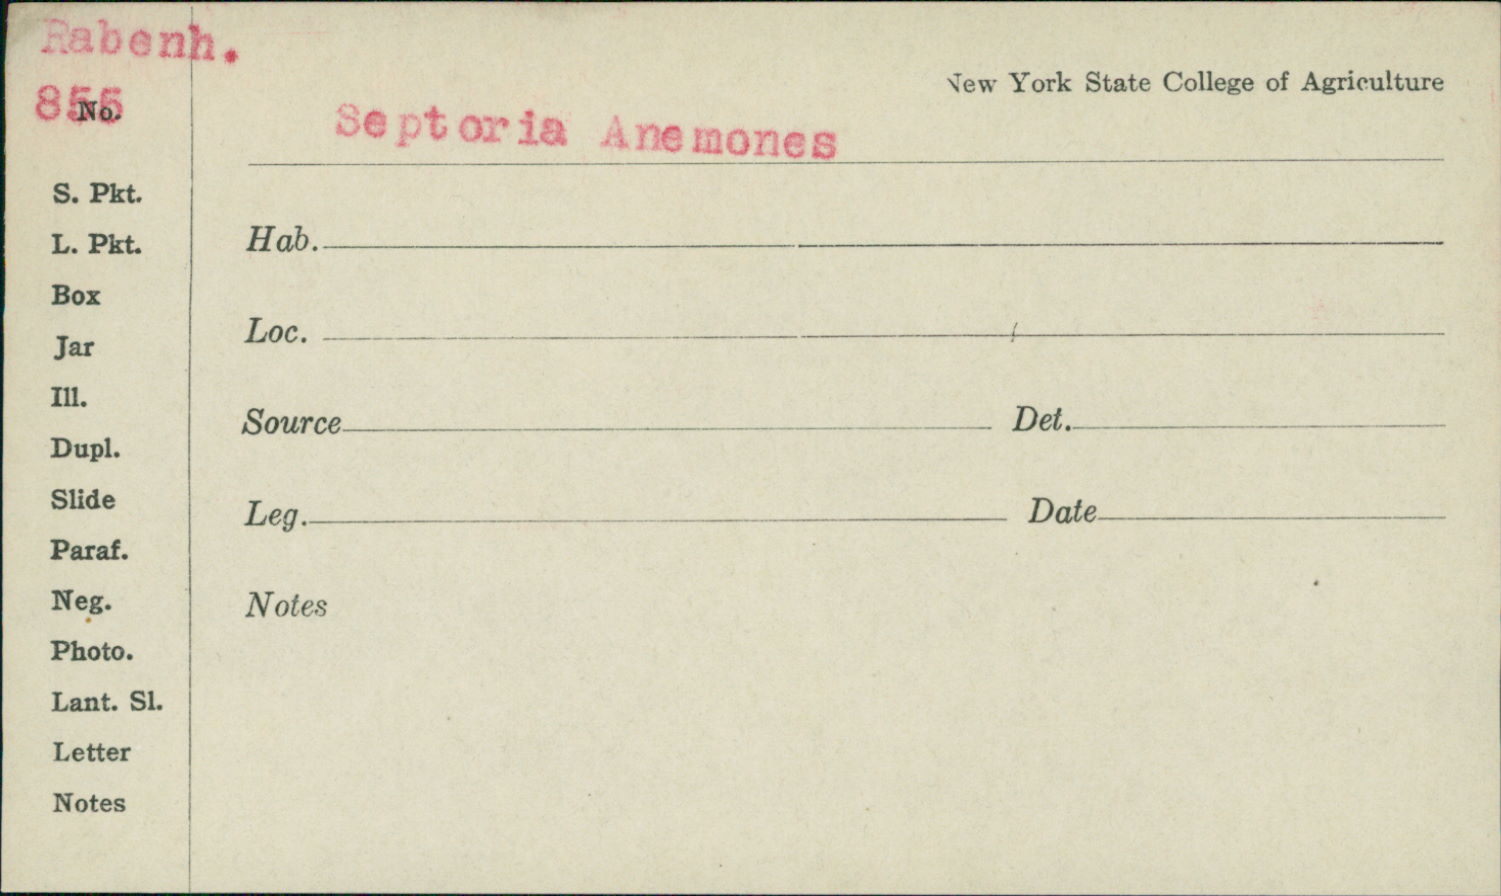 Rabenh.
855
No.
New York State College of Agriculture
Septoria Anemones
S. Pkt.
L. Pkt.
Box
Jar
Ill.
Dupl.
Slide
Paraf.
Neg.
Photo.
Lant. Sl.
Letter
Notes
Hab.
Loc.
Source Det.
Leg. Date
Notes